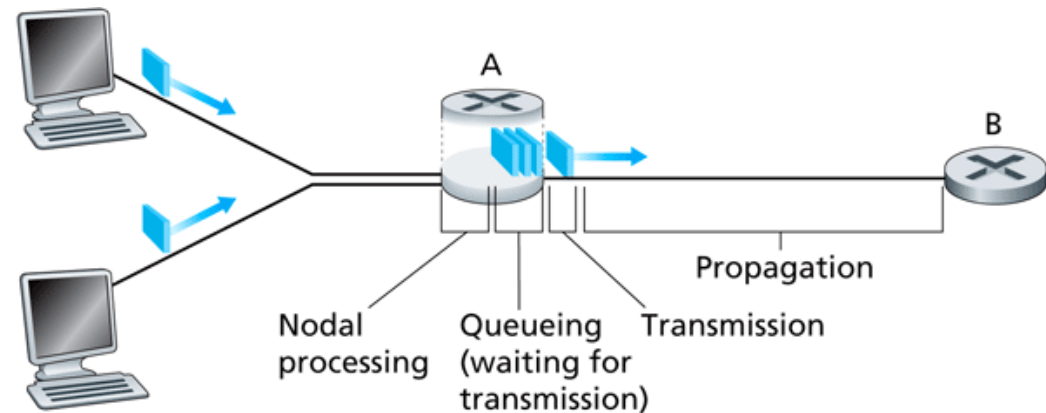 A
B
Propagation
Nodal
processing
Queueing
(waiting for
transmission)
Transmission